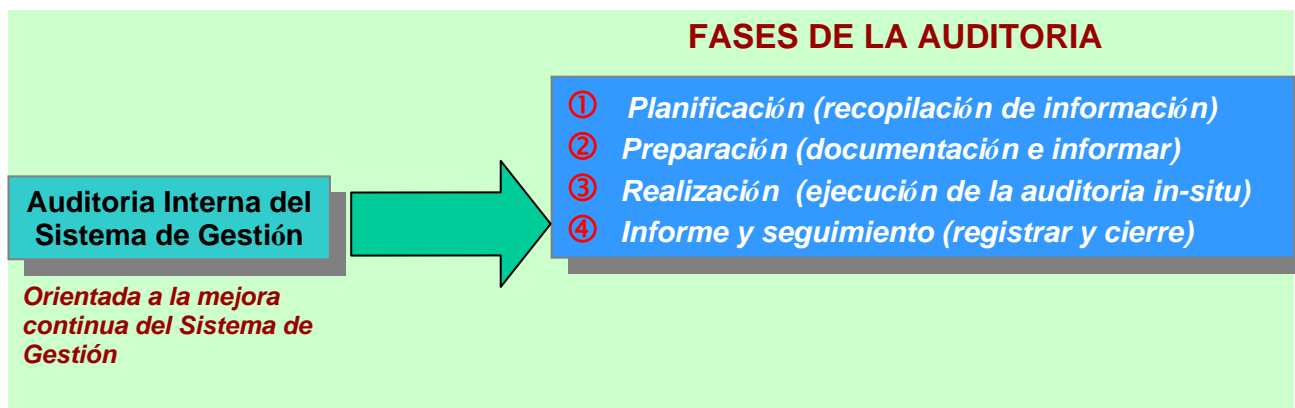 FASES DE LA AUDITORIA
① Planificación (recopilación de información)
② Preparación (documentación e informar)
③ Realización (ejecución de la auditoria in-situ)
④ Informe y seguimiento (registrar y cierre)
Auditoria Interna del
Sistema de Gestión
Orientada a la mejora
continua del Sistema de
Gestión